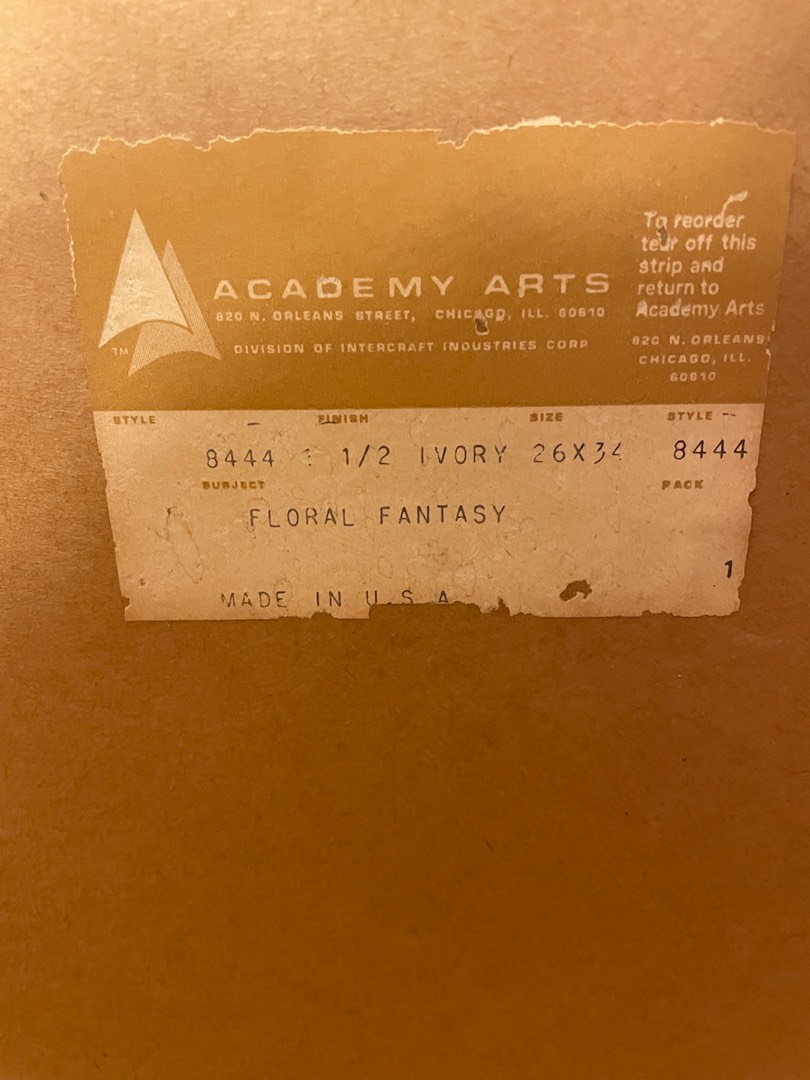 ACADEMY ARTS
820 N. ORLEANS STREET, CHICAGO, ILL. 60610
TM
DIVISION OF INTERCRAFT INDUSTRIES CORP
To reorder
tear off this
strip and
return to
Academy Arts
820 N. ORLEANS
CHICAGO, ILL.
60610
STYLE FINISH SIZE STYLE
8444 1/2 IVORY 26X34 8444
SUBJECT PACK
FLORAL FANTASY
1
MADE IN U.S.A